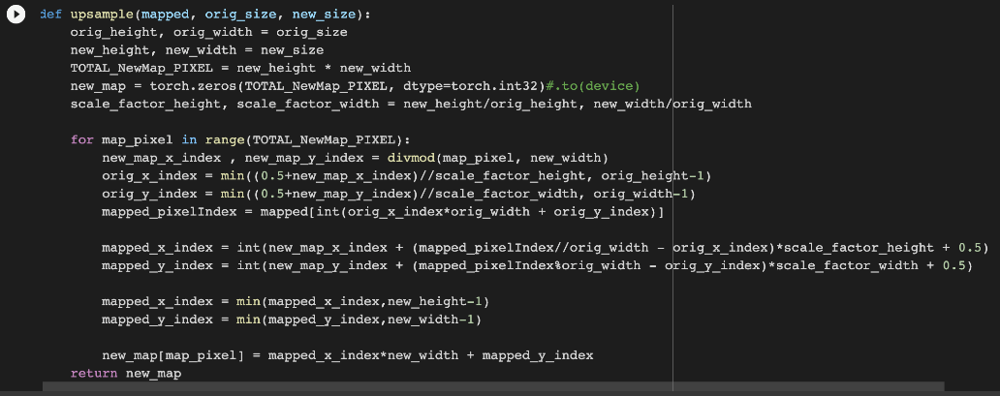 def upsample(mapped, orig_size, new_size):
    orig_height, orig_width = orig_size
    new_height, new_width = new_size
    TOTAL_NewMap_PIXEL = new_height * new_width
    new_map = torch.zeros(TOTAL_NewMap_PIXEL, dtype=torch.int32)#.to(device)
    scale_factor_height, scale_factor_width = new_height/orig_height, new_width/orig_width

    for map_pixel in range(TOTAL_NewMap_PIXEL):
        new_map_x_index , new_map_y_index = divmod(map_pixel, new_width)
        orig_x_index = min((0.5+new_map_x_index)//scale_factor_height, orig_height-1)
        orig_y_index = min((0.5+new_map_y_index)//scale_factor_width, orig_width-1)
        mapped_pixelIndex = mapped[int(orig_x_index*orig_width + orig_y_index)]

        mapped_x_index = int(new_map_x_index + (mapped_pixelIndex//orig_width - orig_x_index)*scale_factor_height + 0.5)
        mapped_y_index = int(new_map_y_index + (mapped_pixelIndex%orig_width - orig_y_index)*scale_factor_width + 0.5)

        mapped_x_index = min(mapped_x_index,new_height-1)
        mapped_y_index = min(mapped_y_index,new_width-1)

        new_map[map_pixel] = mapped_x_index*new_width + mapped_y_index
    return new_map